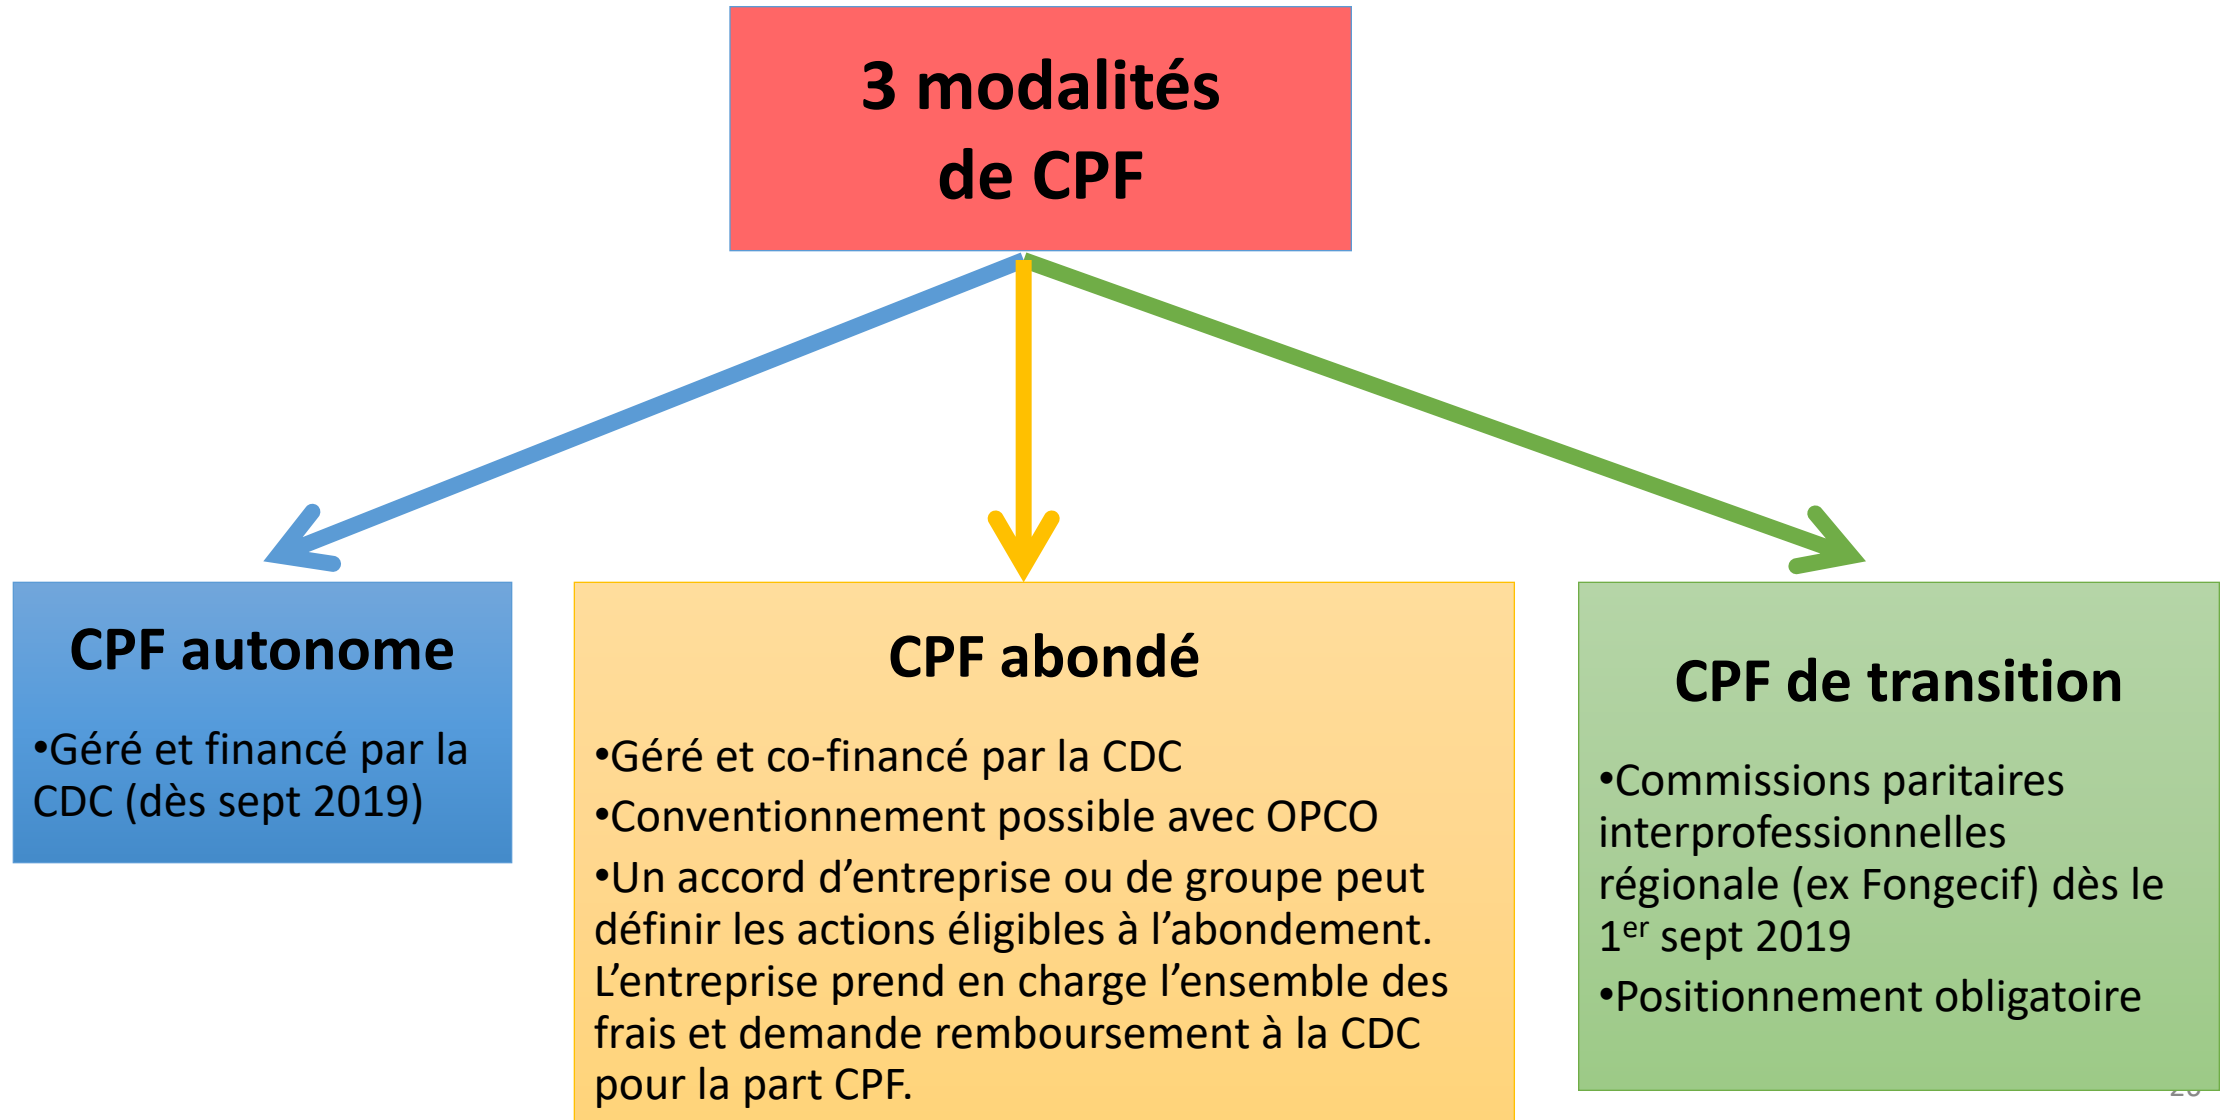 3 modalités
de CPF
CPF autonome
•Géré et financé par la
CDC (dès sept 2019)
CPF abondé
•Géré et co-financé par la CDC
•Conventionnement possible avec OPCO
•Un accord d’entreprise ou de groupe peut
définir les actions éligibles à l’abondement.
L’entreprise prend en charge l’ensemble des
frais et demande remboursement à la CDC
pour la part CPF.
CPF de transition
•Commissions paritaires
interprofessionnelles
régionale (ex Fongecif) dès le
1er sept 2019
•Positionnement obligatoire